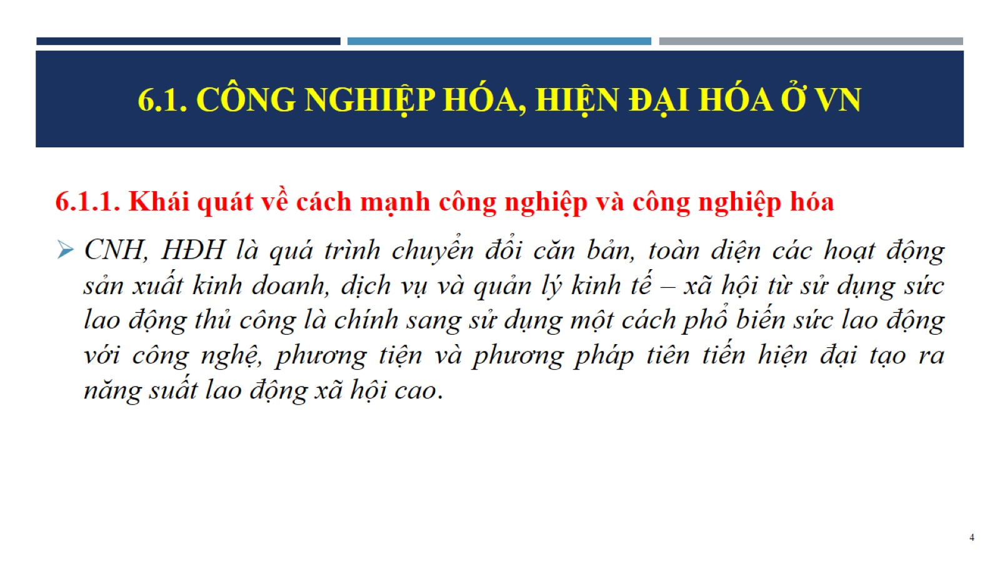 6.1. CÔNG NGHIỆP HÓA, HIỆN ĐẠI HÓA Ở VN
6.1.1. Khái quát về cách mạnh công nghiệp và công nghiệp hóa
CNH, HĐH là quá trình chuyển đổi căn bản, toàn diện các hoạt động
sản xuất kinh doanh, dịch vụ và quản lý kinh tế – xã hội từ sử dụng sức
lao động thủ công là chính sang sử dụng một cách phổ biến sức lao động
với công nghệ, phương tiện và phương pháp tiên tiến hiện đại tạo ra
năng suất lao động xã hội cao.
4